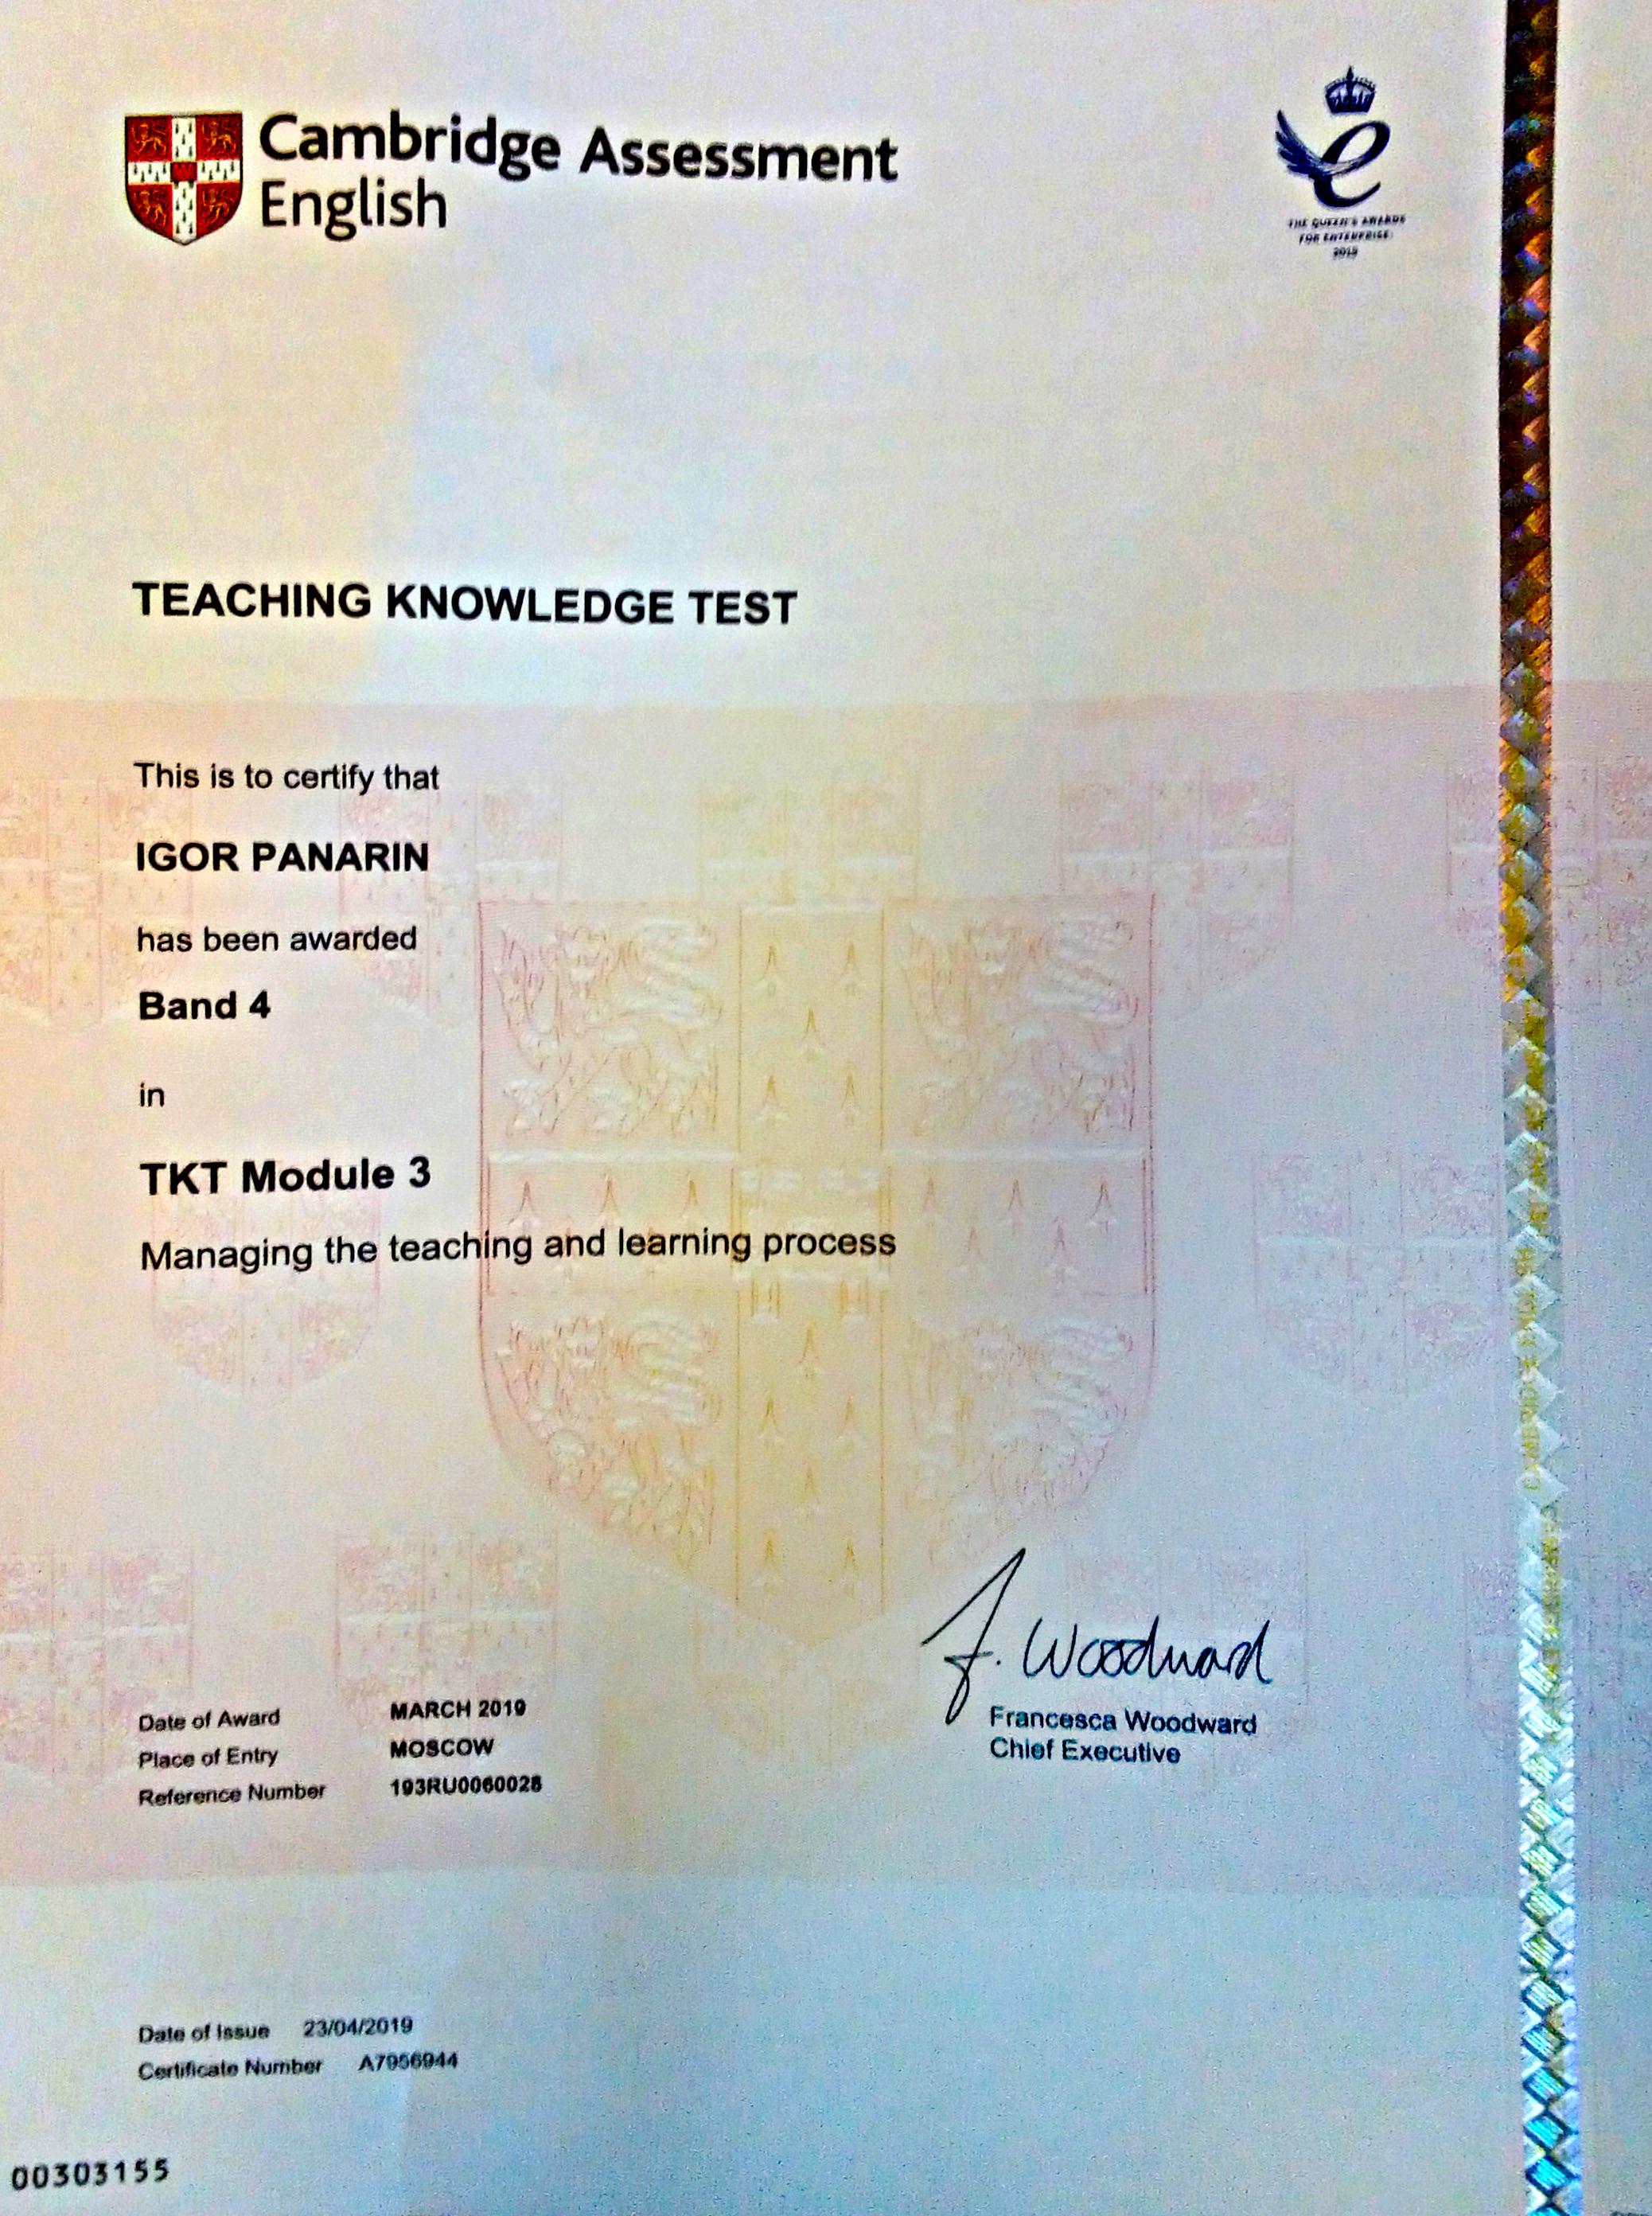 Cambridge Assessment
English
THE QUEEN'S AWARDS
FOR ENTERPRISE:
2015
TEACHING KNOWLEDGE TEST
This is to certify that
IGOR PANARIN
has been awarded
Band 4
in
TKT Module 3
Managing the teaching and learning process
F. Woodward
Francesca Woodward
Chief Executive
Date of Award MARCH 2019
Place of Entry MOSCOW
Reference Number 193RU0060028
Date of Issue 23/04/2019
Certificate Number A7956944
00303155